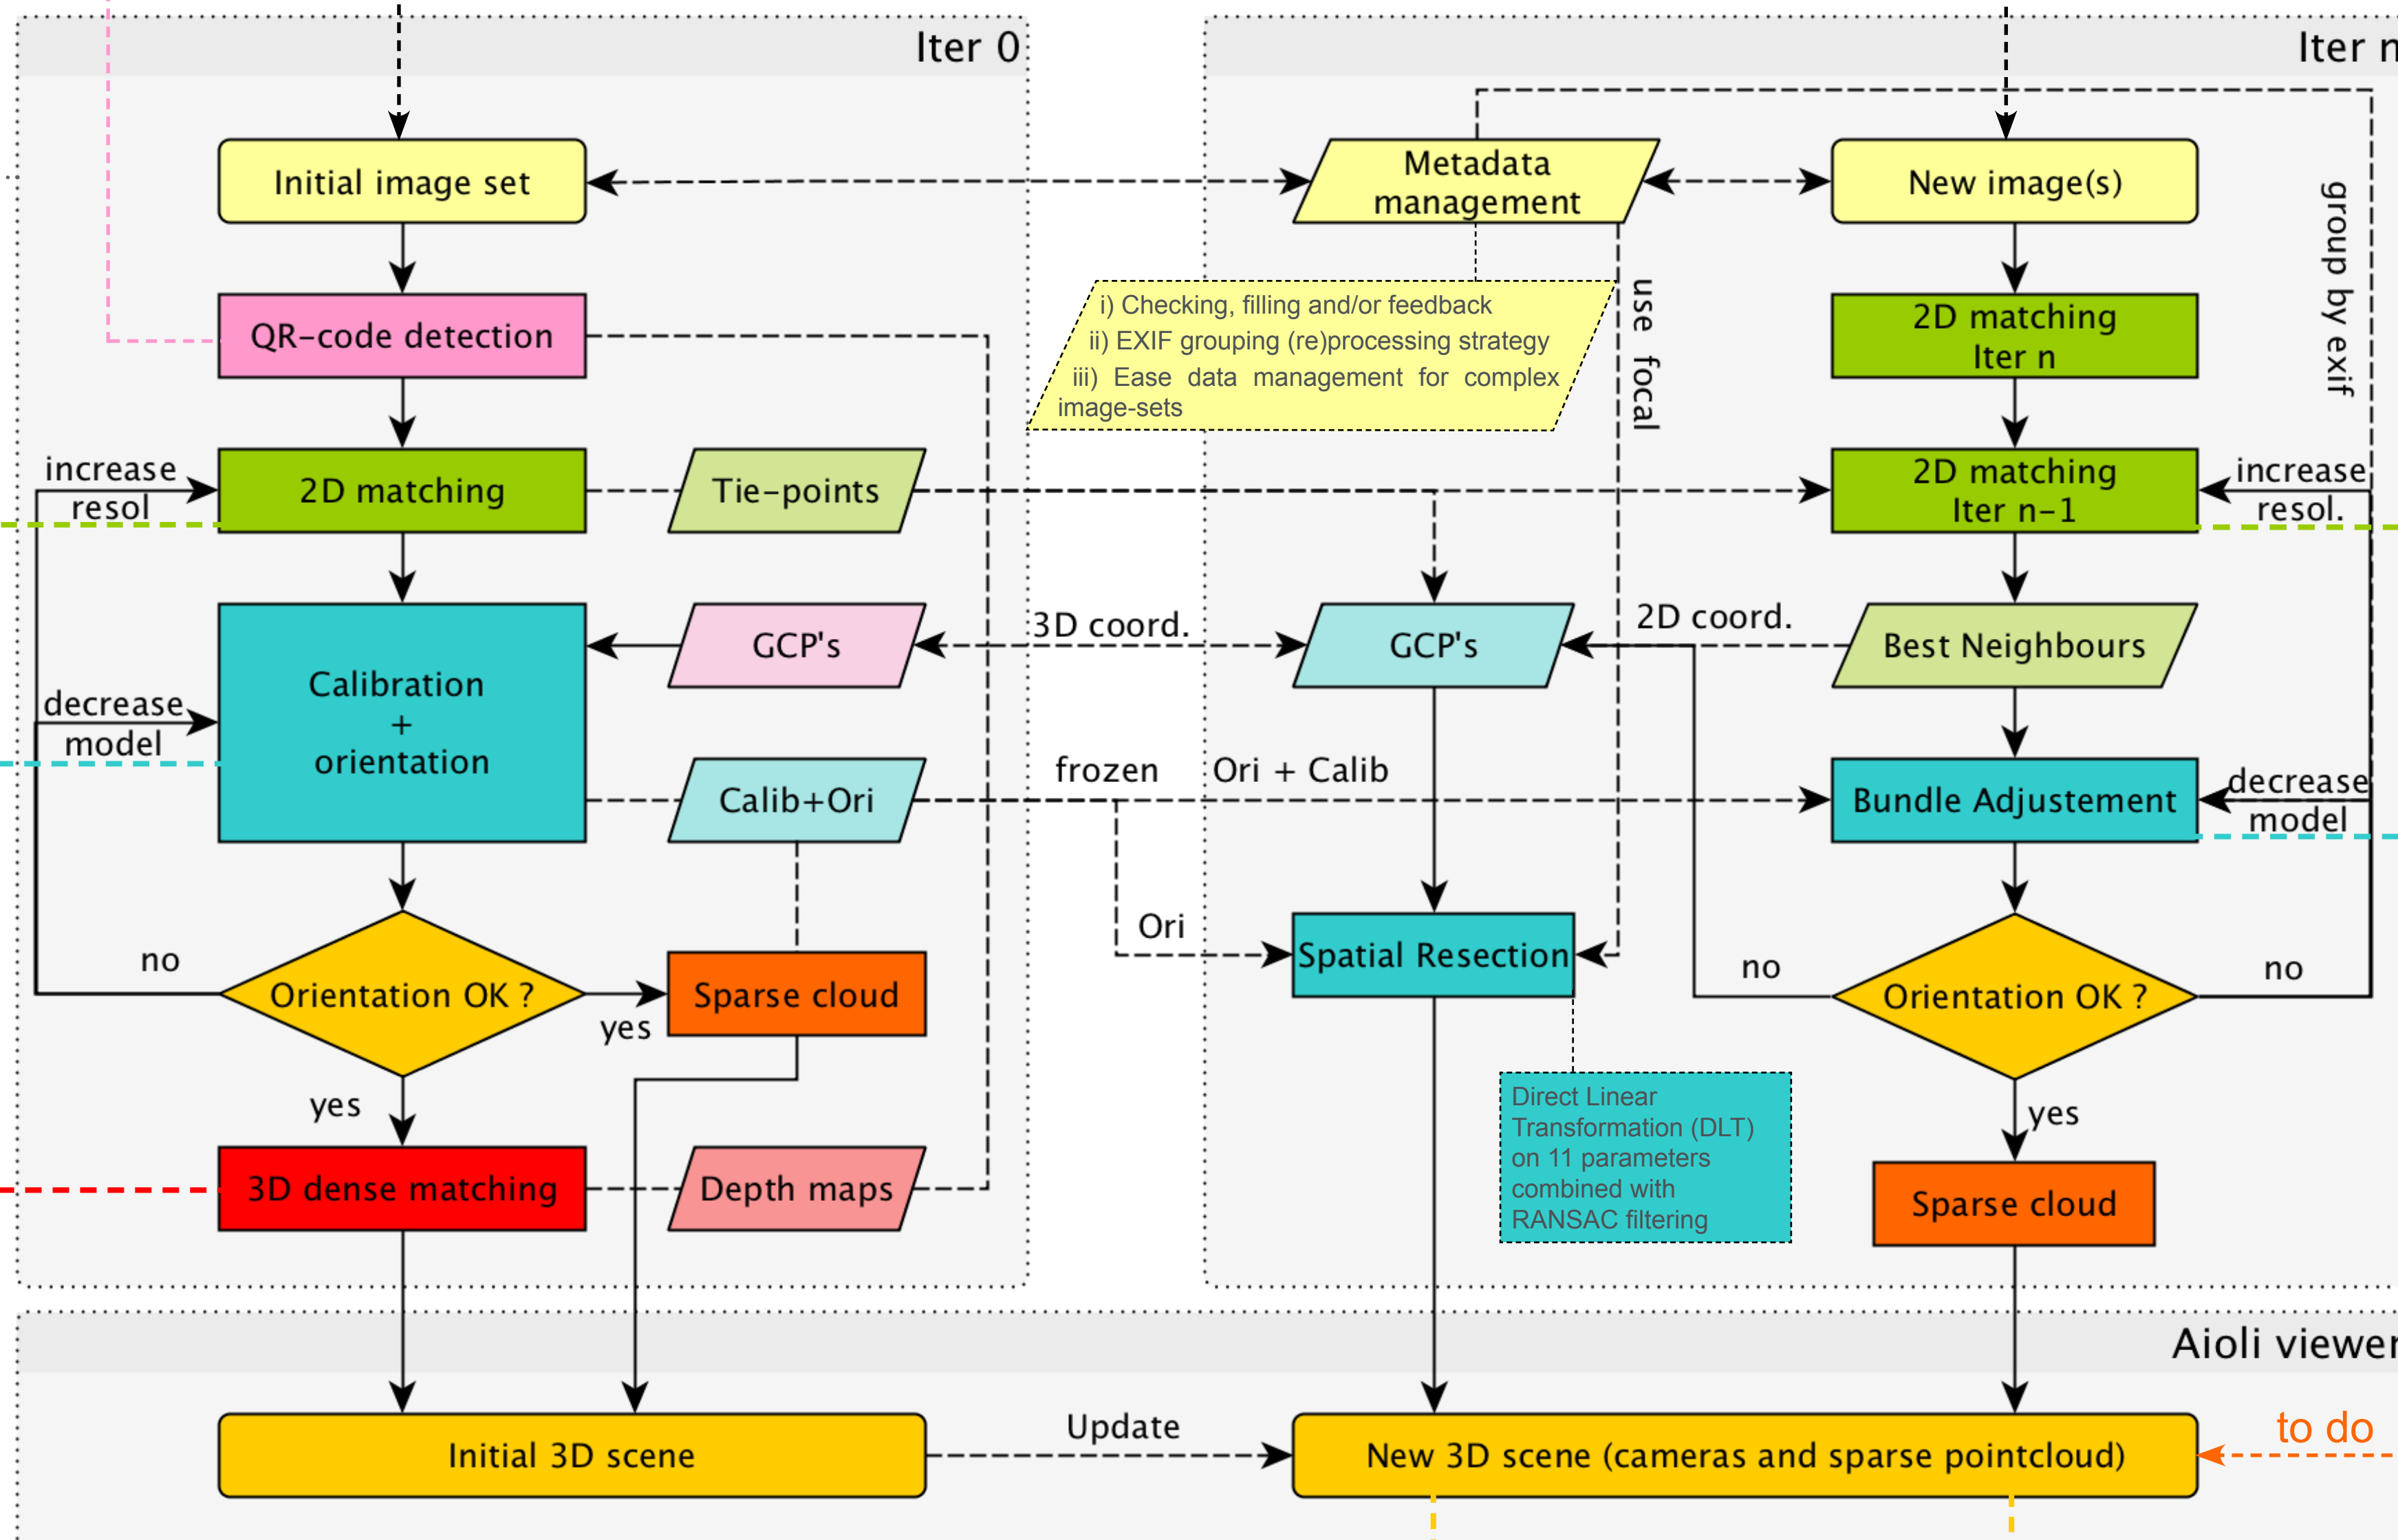 Iter 0
Initial image set
QR-code detection
increase
resol
2D matching
Tie-points
decrease
model
Calibration
+
orientation
GCP's
Calib+Ori
no
Orientation OK ?
yes
Sparse cloud
yes
3D dense matching
Depth maps
3D coord.
frozen
Ori + Calib
Ori
Iter n
Metadata
management
New image(s)
group by exif
i) Checking, filling and/or feedback
ii) EXIF grouping (re)processing strategy
iii) Ease data management for complex
image-sets
use focal
2D matching
Iter n
2D matching
Iter n-1
increase
resol.
GCP's
2D coord.
Best Neighbours
Bundle Adjustement
decrease
model
Spatial Resection
no
Orientation OK ?
no
Direct Linear
Transformation (DLT)
on 11 parameters
combined with
RANSAC filtering
yes
Sparse cloud
Aioli viewer
Initial 3D scene
Update
New 3D scene (cameras and sparse pointcloud)
to do